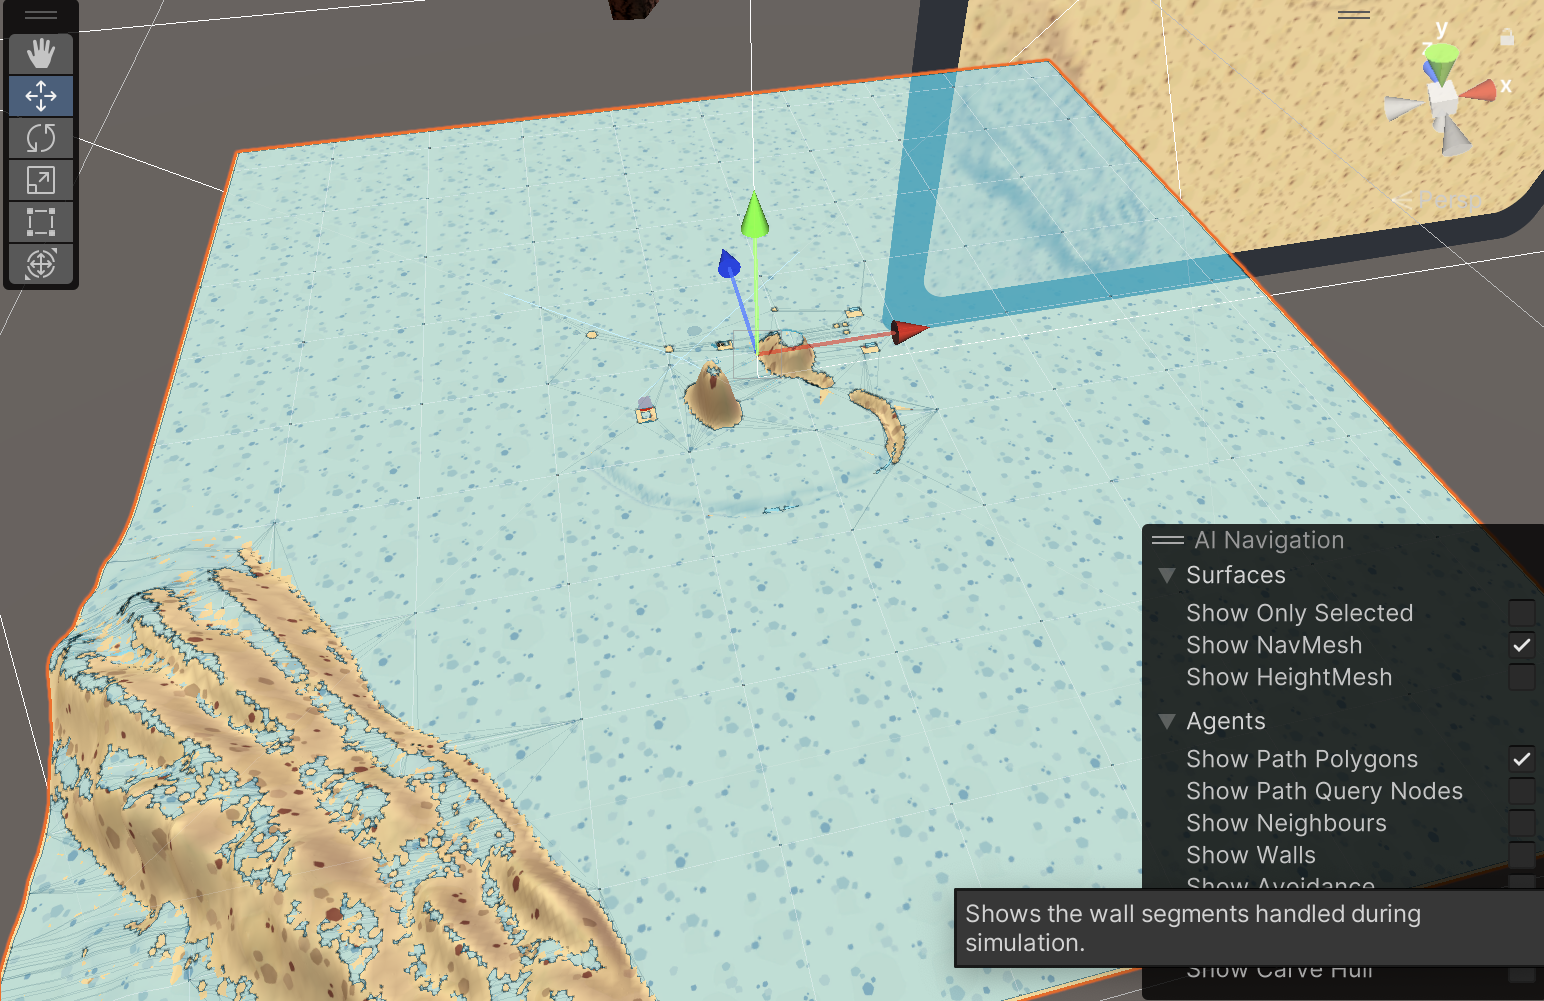 y
z
x
Persp
AI Navigation
Surfaces
Show Only Selected
Show NavMesh
Show HeightMesh
Agents
Show Path Polygons
Show Path Query Nodes
Show Neighbours
Show Walls
Show Avoidance
Shows the wall segments handled during
simulation.
Show Carve Hull